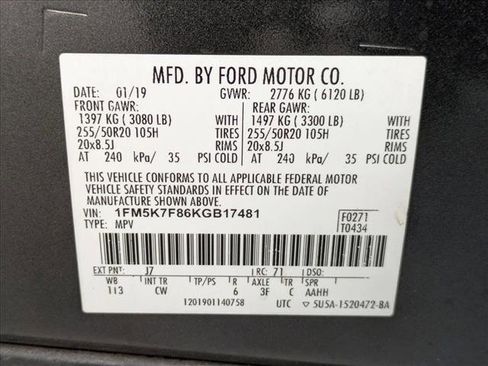 MFD. BY FORD MOTOR CO.
DATE: 01/19 GVWR: 2776 KG ( 6120 LB)
FRONT GAWR: REAR GAWR:
1397 KG ( 3080 LB) WITH 1497 KG ( 3300 LB) WITH
255/50R20 105H TIRES 255/50R20 105H TIRES
20x8.5J RIMS 20x8.5J RIMS
AT 240 kPa/ 35 PSI COLD AT 240 kPa/ 35 PSI COLD
THIS VEHICLE CONFORMS TO ALL APPLICABLE FEDERAL MOTOR
VEHICLE SAFETY STANDARDS IN EFFECT ON THE DATE OF
MANUFACTURE SHOWN ABOVE.
VIN: 1FM5K7F86KGB17481 F0271
TYPE: MPV T0434
EXT PNT: J7 RC: 71 DSO:
WB INT TR TP/PS R AXLE TR SPR
113 CW 6 3F C AAHH
1201901140758 UTC ▽ 5U5A-1520472-BA